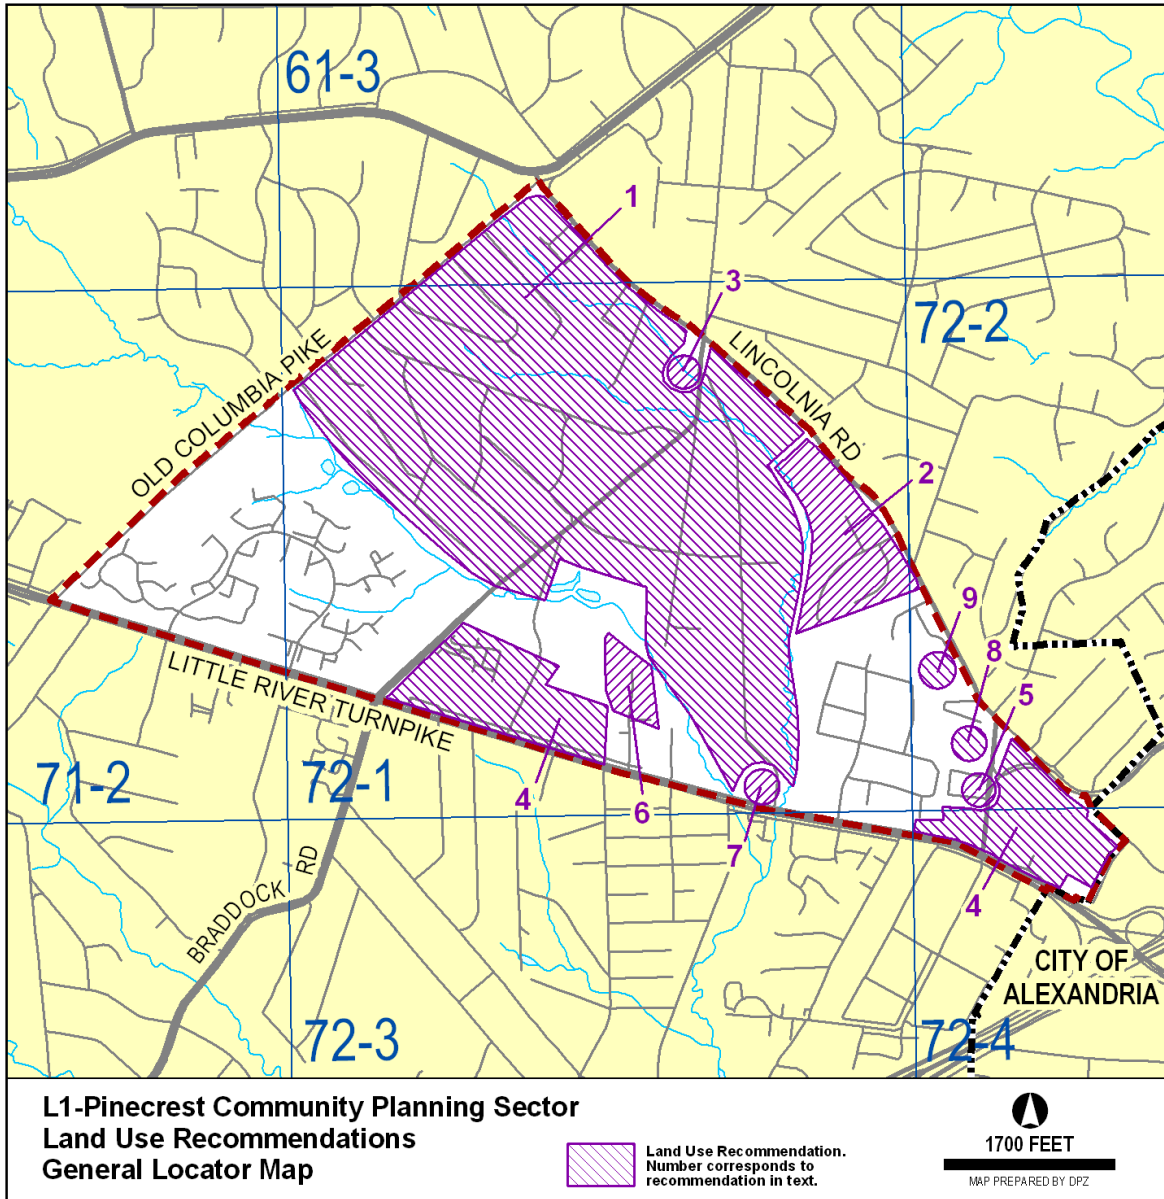 61-3
1
3
72-2
OLD COLUMBIA PIKE
LINCOLNIA RD
2
9
8
5
LITTLE RIVER TURNPIKE
71-2
72-1
4
6
7
4
BRADDOCK RD
CITY OF
ALEXANDRIA
72-3
72-4
L1-Pinecrest Community Planning Sector
Land Use Recommendations
General Locator Map
Land Use Recommendation.
Number corresponds to
recommendation in text.
1700 FEET
MAP PREPARED BY DPZ